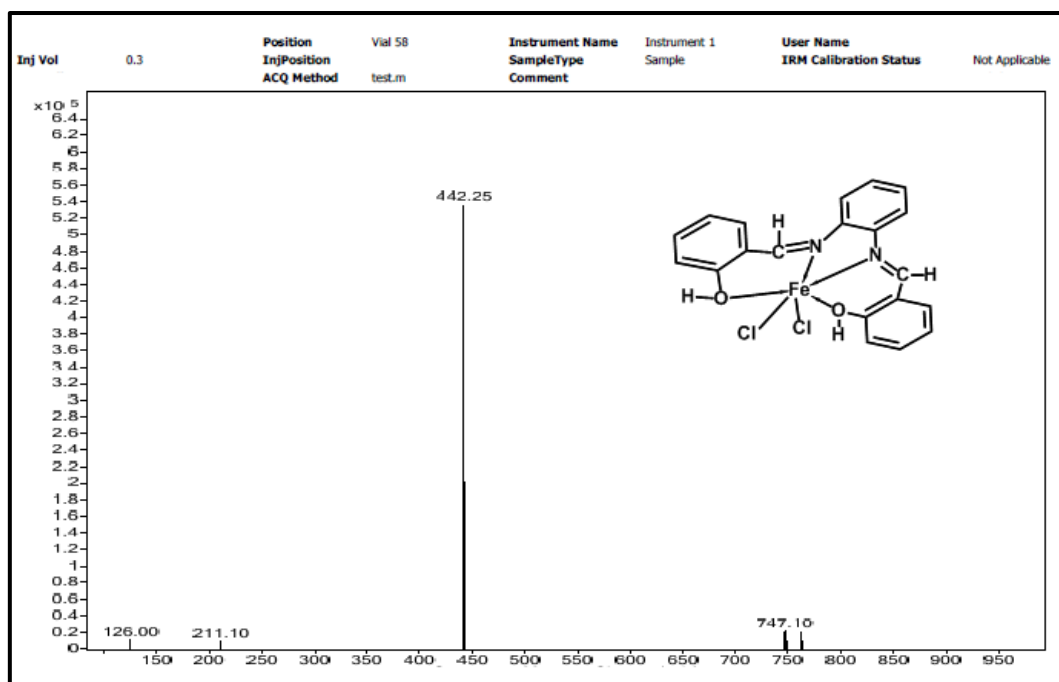 Position Vial 58 Instrument Name Instrument 1 User Name
Inj Vol 0.3 InjPosition SampleType Sample IRM Calibration Status Not Applicable
ACQ Method test.m Comment
x10 5
6.4
6.2
6
5.8
5.6
5.4
5.2
5
4.8
4.6
4.4
4.2
4
3.8
3.6
3.4
3.2
3
2.8
2.6
2.4
2.2
2
1.8
1.6
1.4
1.2
1
0.8
0.6
0.4
0.2
0
442.25
H
C N
N
C-H
H-O Fe
O
H
Cl Cl
126.00 211.10 747.10
150 200 250 300 350 400 450 500 550 600 650 700 750 800 850 900 950